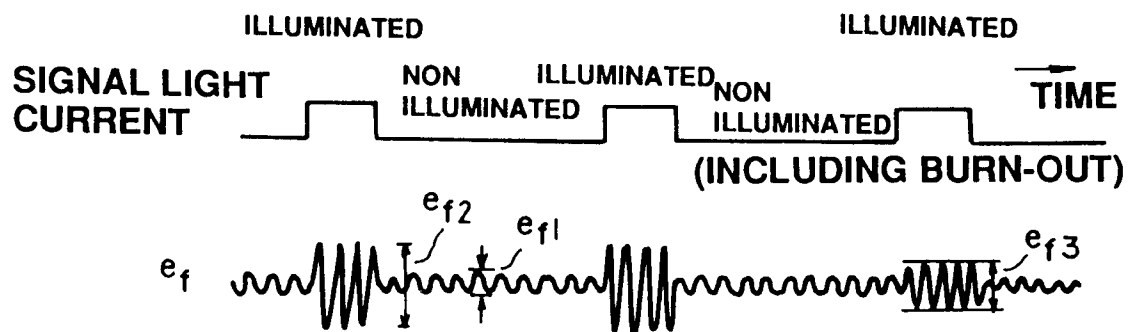 ILLUMINATED
ILLUMINATED
SIGNAL LIGHT
CURRENT
NON
ILLUMINATED
ILLUMINATED
NON
ILLUMINATED
TIME
(INCLUDING BURN-OUT)
ef
ef2
ef1
ef3